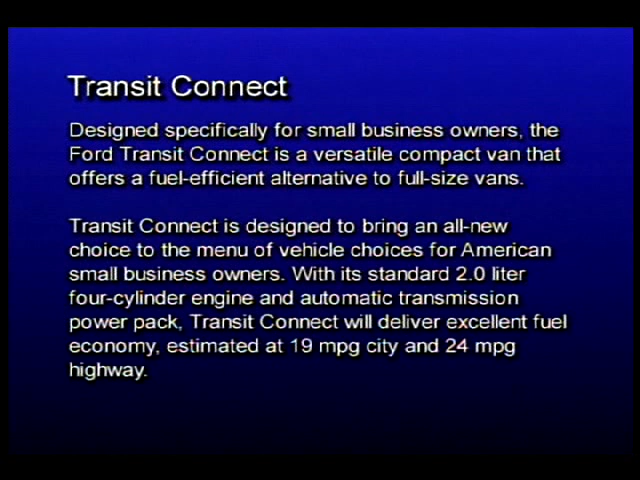 Transit Connect
Designed specifically for small business owners, the
Ford Transit Connect is a versatile compact van that
offers a fuel-efficient alternative to full-size vans.
Transit Connect is designed to bring an all-new
choice to the menu of vehicle choices for American
small business owners. With its standard 2.0 liter
four-cylinder engine and automatic transmission
power pack, Transit Connect will deliver excellent fuel
economy, estimated at 19 mpg city and 24 mpg
highway.